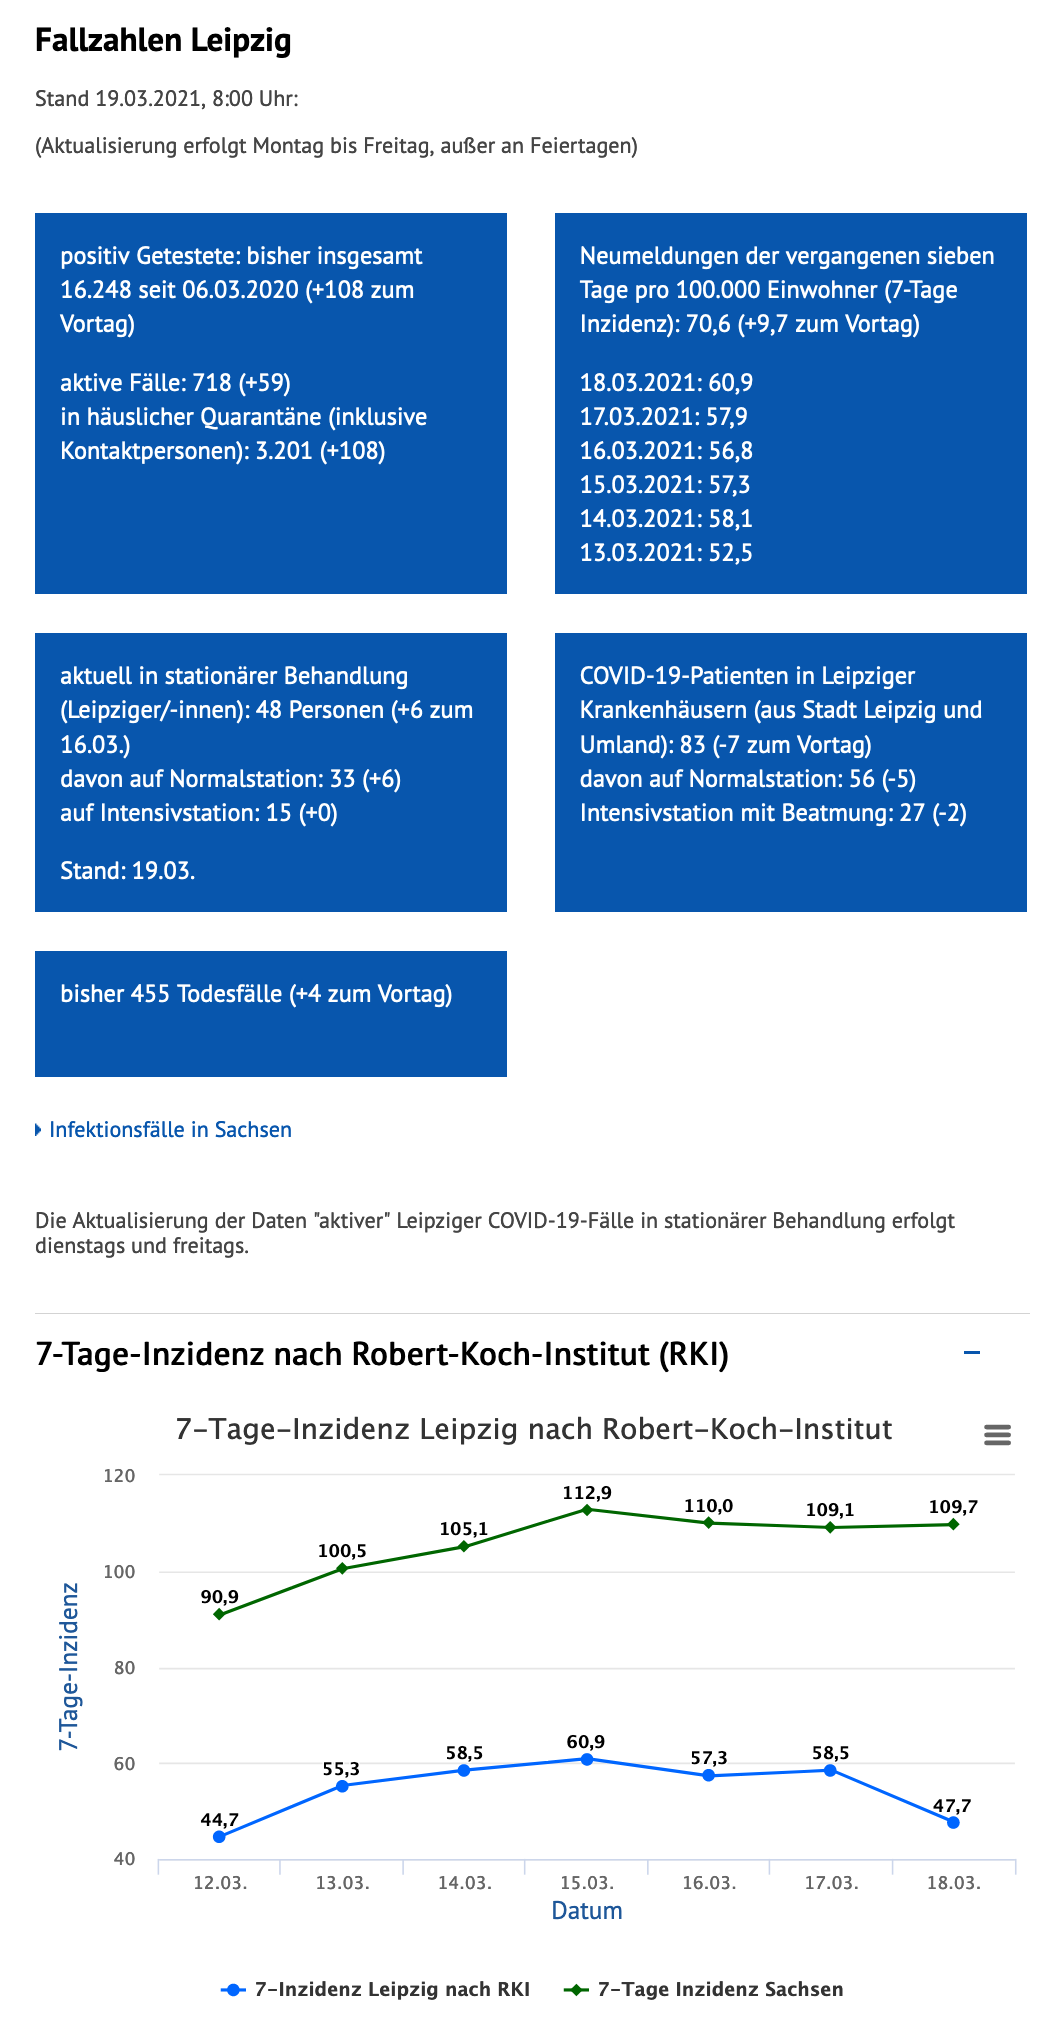 Fallzahlen Leipzig
Stand 19.03.2021, 8:00 Uhr:
(Aktualisierung erfolgt Montag bis Freitag, außer an Feiertagen)
positiv Getestete: bisher insgesamt
16.248 seit 06.03.2020 (+108 zum
Vortag)
aktive Fälle: 718 (+59)
in häuslicher Quarantäne (inklusive
Kontaktpersonen): 3.201 (+108)
Neumeldungen der vergangenen sieben
Tage pro 100.000 Einwohner (7-Tage
Inzidenz): 70,6 (+9,7 zum Vortag)
18.03.2021: 60,9
17.03.2021: 57,9
16.03.2021: 56,8
15.03.2021: 57,3
14.03.2021: 58,1
13.03.2021: 52,5
aktuell in stationärer Behandlung
(Leipziger/-innen): 48 Personen (+6 zum
16.03.)
davon auf Normalstation: 33 (+6)
auf Intensivstation: 15 (+0)
Stand: 19.03.
COVID-19-Patienten in Leipziger
Krankenhäusern (aus Stadt Leipzig und
Umland): 83 (-7 zum Vortag)
davon auf Normalstation: 56 (-5)
Intensivstation mit Beatmung: 27 (-2)
bisher 455 Todesfälle (+4 zum Vortag)
Infektionsfälle in Sachsen
Die Aktualisierung der Daten "aktiver" Leipziger COVID-19-Fälle in stationärer Behandlung erfolgt
dienstags und freitags.
7-Tage-Inzidenz nach Robert-Koch-Institut (RKI)
7-Tage-Inzidenz Leipzig nach Robert-Koch-Institut
7-Tage-Inzidenz
120
100
80
60
40
90,9 100,5 105,1 112,9 110,0 109,1 109,7
44,7 55,3 58,5 60,9 57,3 58,5 47,7
12.03. 13.03. 14.03. 15.03. 16.03. 17.03. 18.03.
Datum
7-Inzidenz Leipzig nach RKI 7-Tage Inzidenz Sachsen